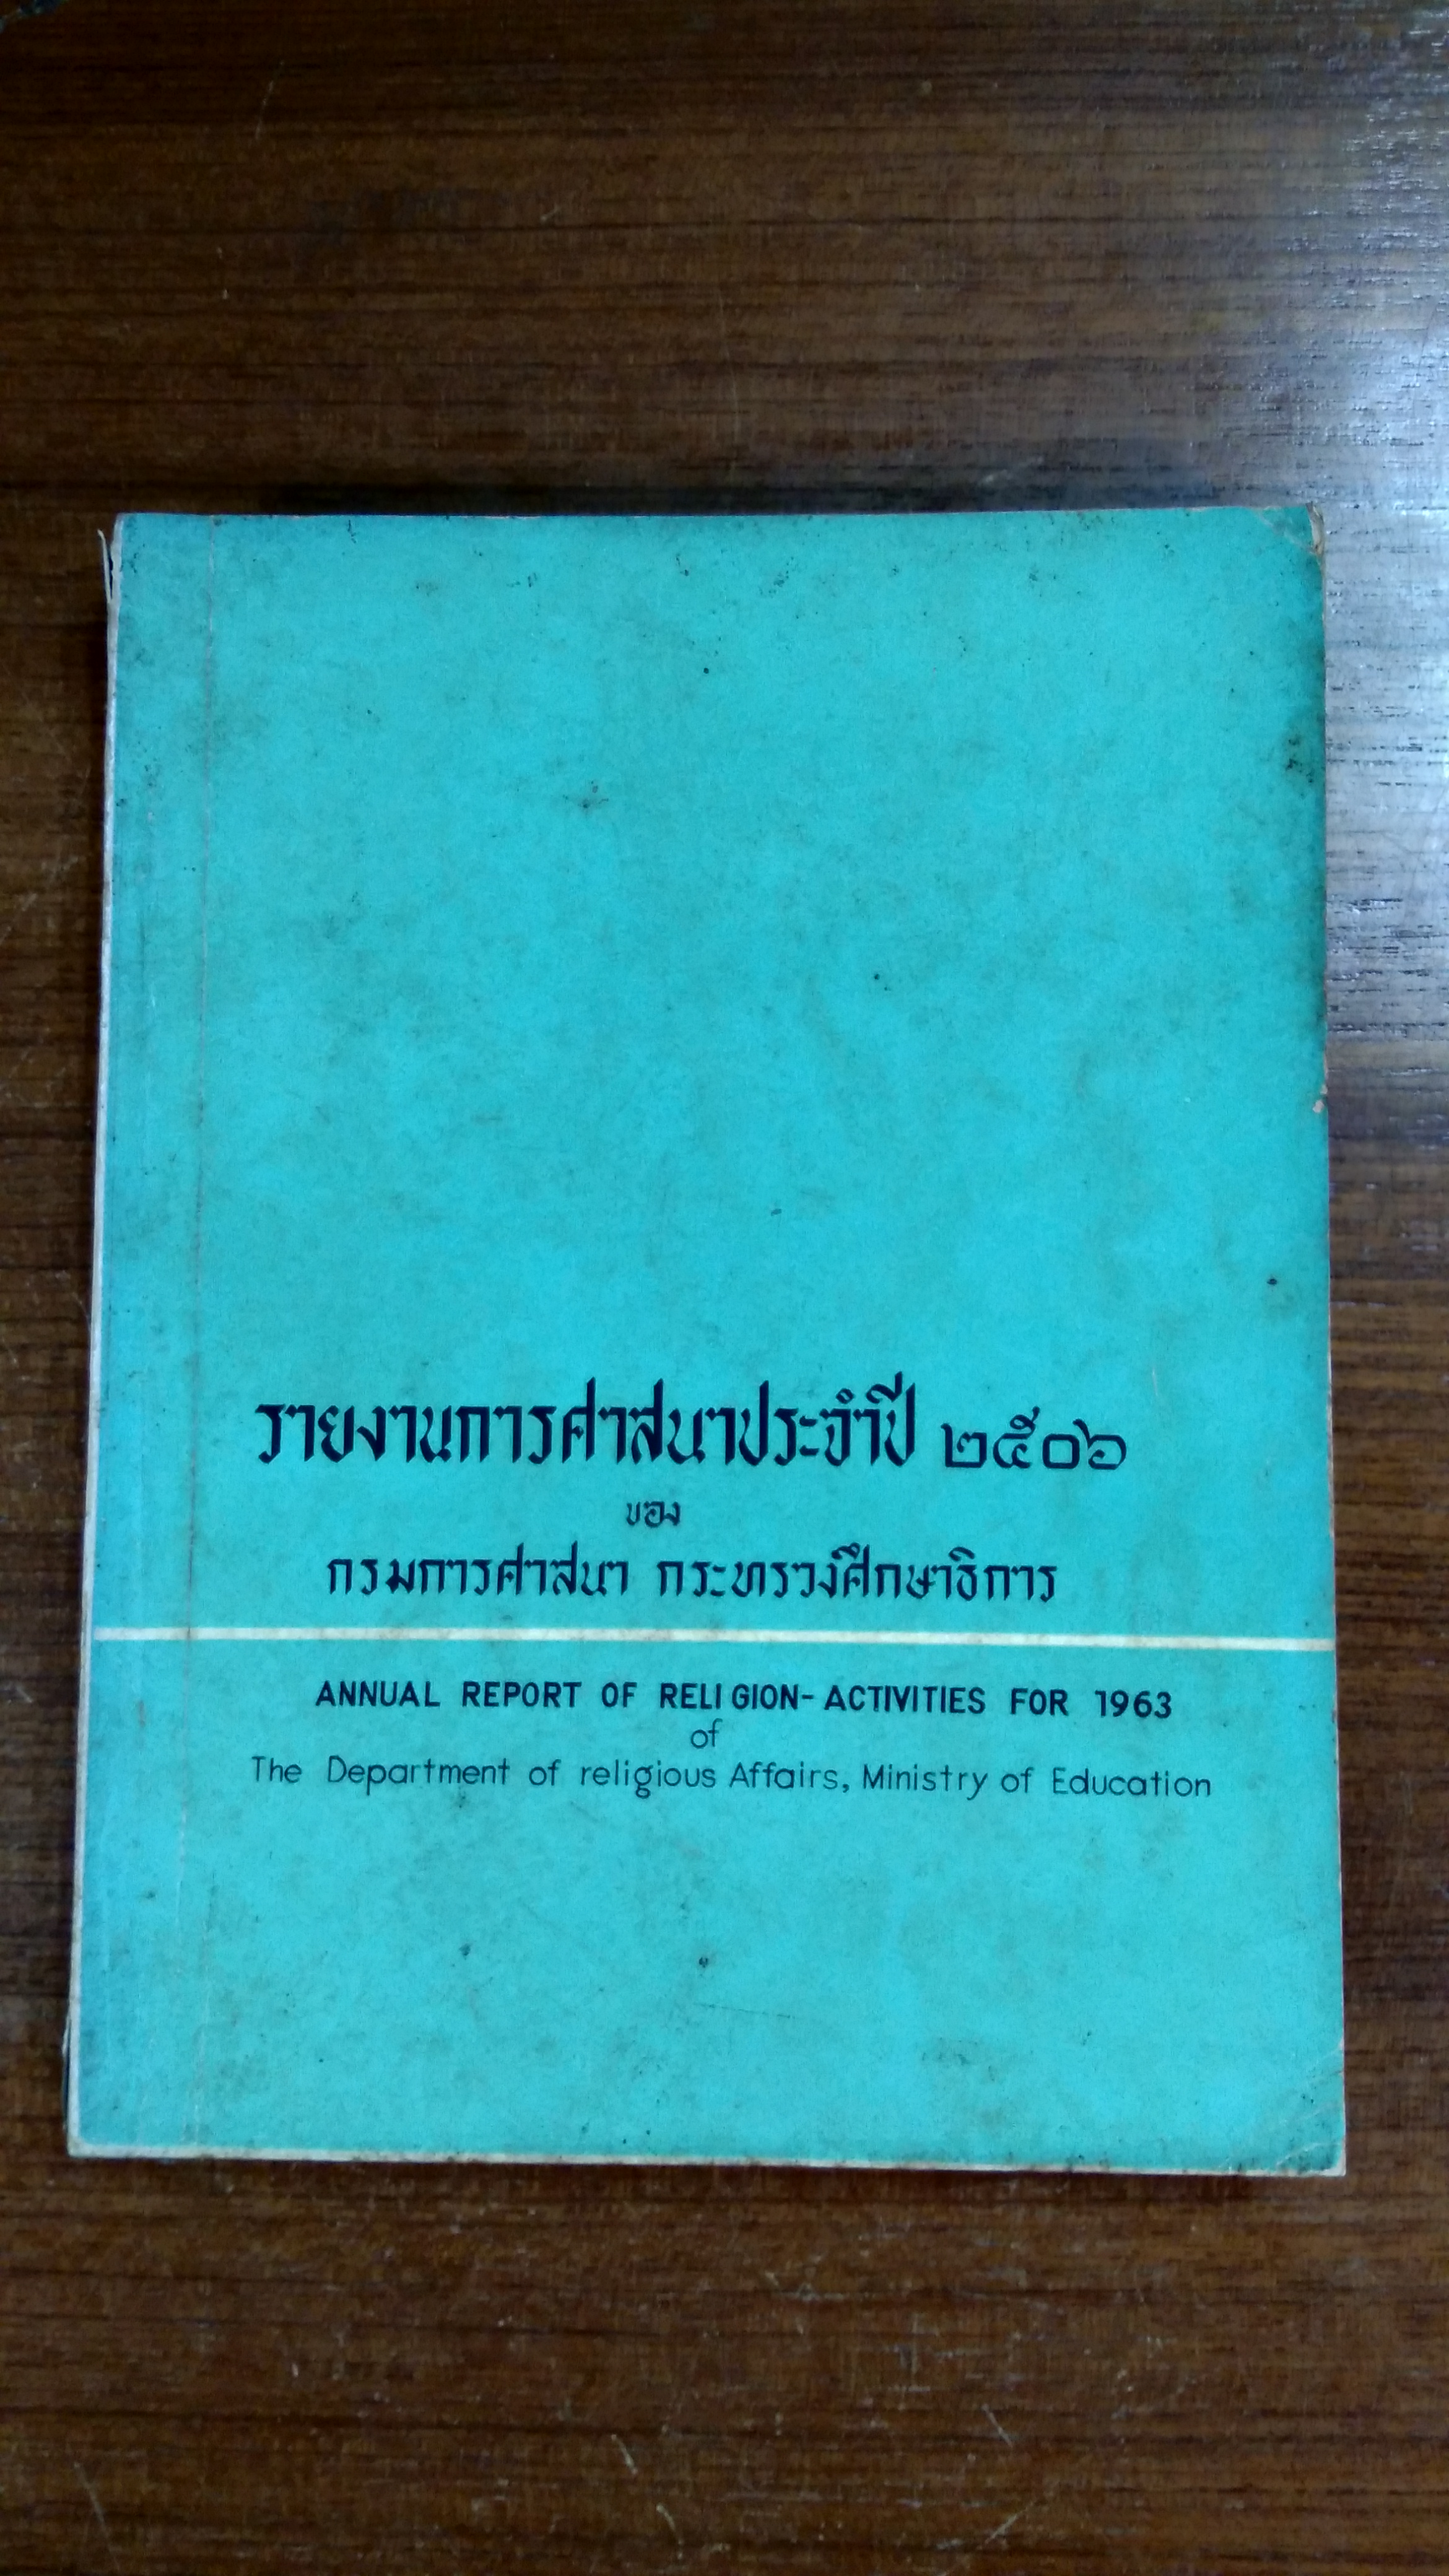 รายงานการศาสนาประจำปี ๒๕๐๖
ของ
กรมการศาสนา กระทรวงศึกษาธิการ
ANNUAL REPORT OF RELIGION-ACTIVITIES FOR 1963
of
The Department of religious Affairs, Ministry of Education